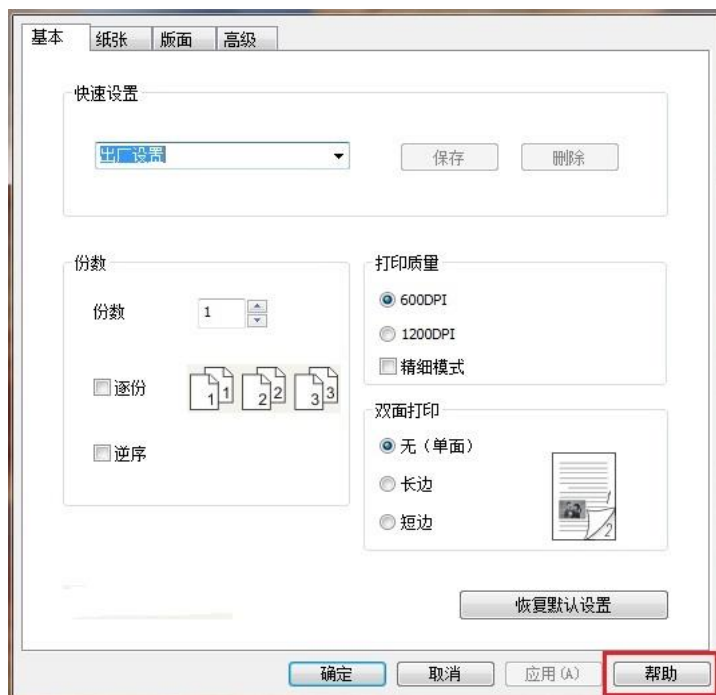 基本 纸张 版面 高级
快速设置
出厂设置 保存 删除
份数
份数 1
逐份 1 1 2 2 3 3
逆序
打印质量
600DPI
1200DPI
精细模式
双面打印
无（单面）
长边
短边
1
2
恢复默认设置
确定 取消 应用(A) 帮助